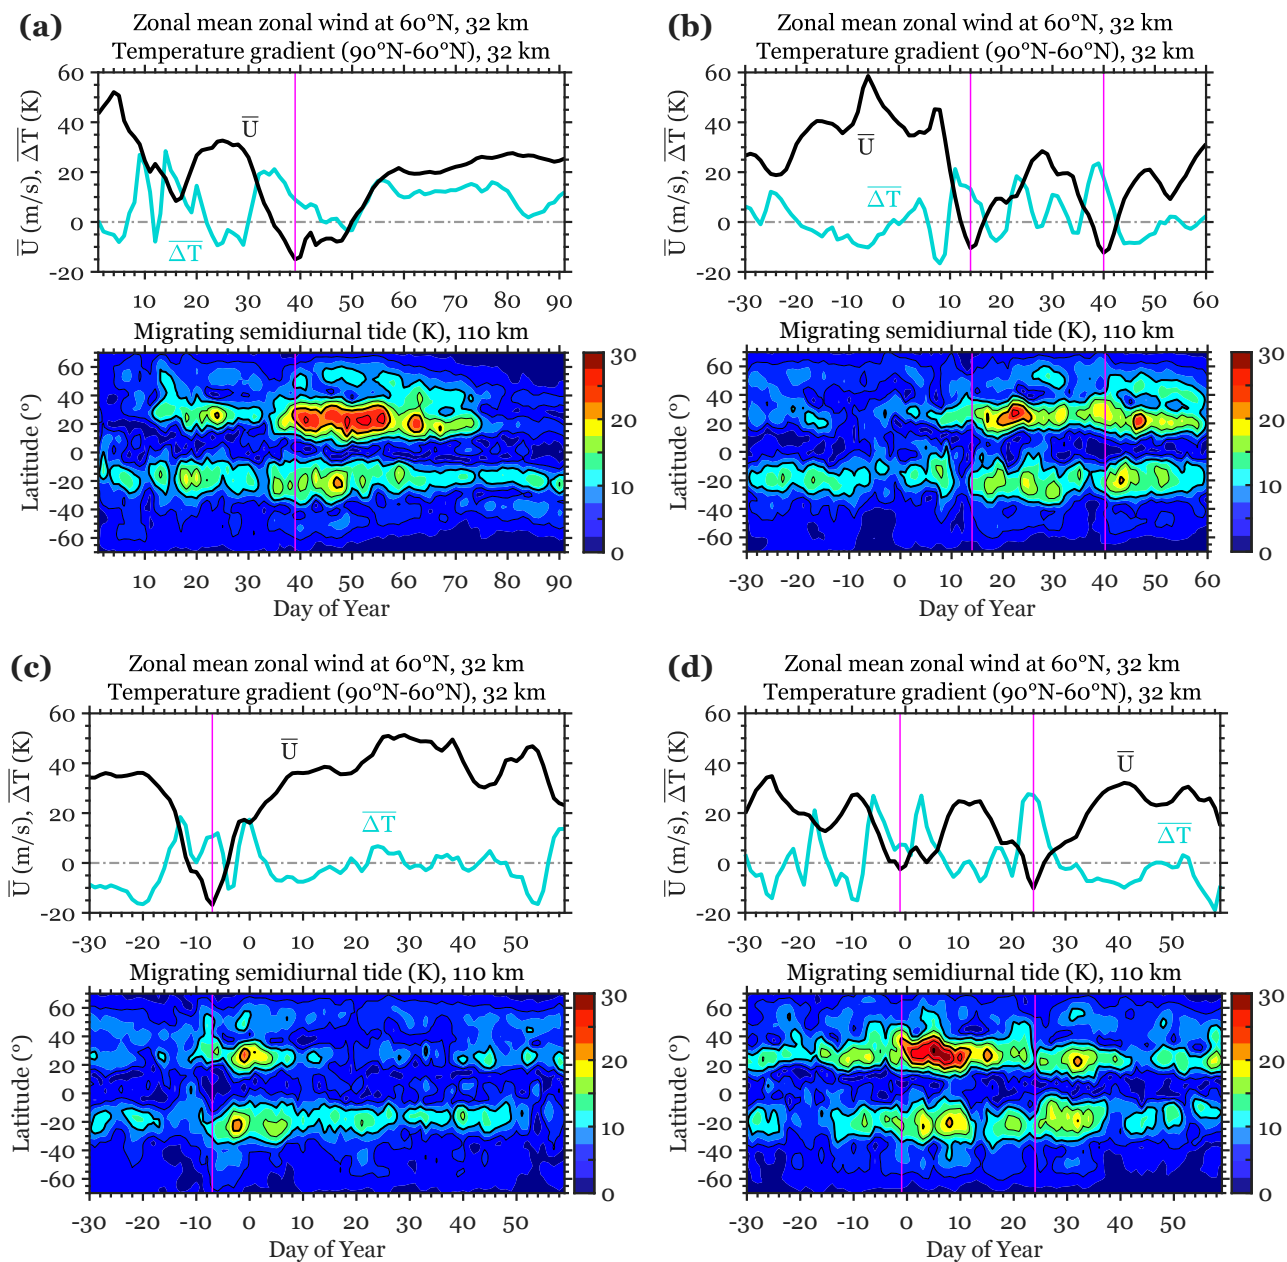 (a)
Zonal mean zonal wind at 60°N, 32 km
Temperature gradient (90°N-60°N), 32 km
U (m/s), ΔT (K)
60
40
20
0
-20
U
ΔT
10 20 30 40 50 60 70 80 90
Migrating semidiurnal tide (K), 110 km
Latitude (°)
60
40
20
0
-20
-40
-60
30
20
10
0
10 20 30 40 50 60 70 80 90
Day of Year
(b)
Zonal mean zonal wind at 60°N, 32 km
Temperature gradient (90°N-60°N), 32 km
U (m/s), ΔT (K)
60
40
20
0
-20
U
ΔT
-30 -20 -10 0 10 20 30 40 50 60
Migrating semidiurnal tide (K), 110 km
Latitude (°)
60
40
20
0
-20
-40
-60
30
20
10
0
-30 -20 -10 0 10 20 30 40 50 60
Day of Year
(c)
Zonal mean zonal wind at 60°N, 32 km
Temperature gradient (90°N-60°N), 32 km
U (m/s), ΔT (K)
60
40
20
0
-20
U
ΔT
-30 -20 -10 0 10 20 30 40 50
Migrating semidiurnal tide (K), 110 km
Latitude (°)
60
40
20
0
-20
-40
-60
30
20
10
0
-30 -20 -10 0 10 20 30 40 50
Day of Year
(d)
Zonal mean zonal wind at 60°N, 32 km
Temperature gradient (90°N-60°N), 32 km
U (m/s), ΔT (K)
60
40
20
0
-20
U
ΔT
-30 -20 -10 0 10 20 30 40 50
Migrating semidiurnal tide (K), 110 km
Latitude (°)
60
40
20
0
-20
-40
-60
30
20
10
0
-30 -20 -10 0 10 20 30 40 50
Day of Year